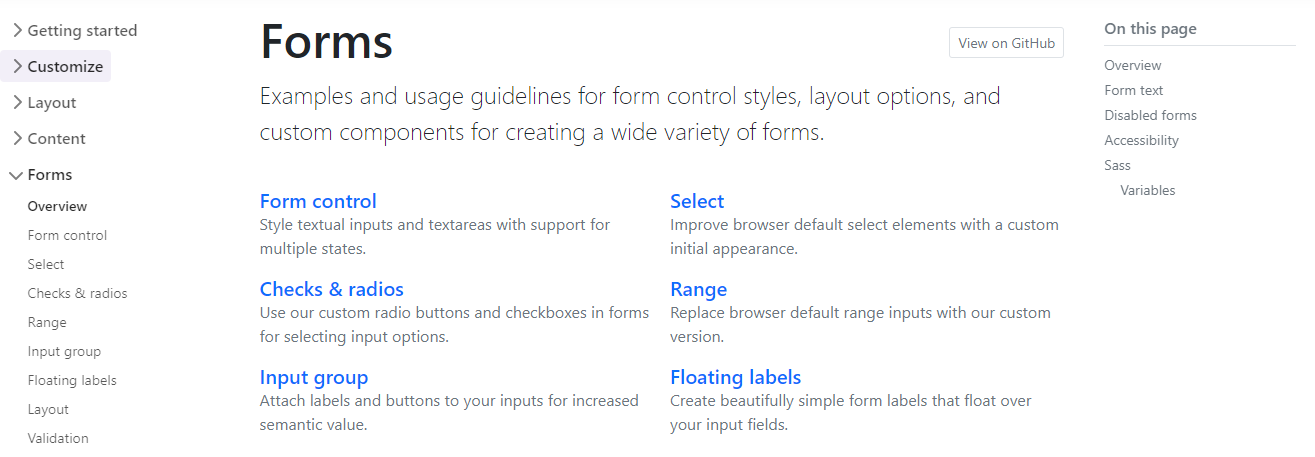 Getting started
Customize
Layout
Content
Forms
Overview
Form control
Select
Checks & radios
Range
Input group
Floating labels
Layout
Validation
Forms
View on GitHub
Examples and usage guidelines for form control styles, layout options, and
custom components for creating a wide variety of forms.
Form control
Style textual inputs and textareas with support for
multiple states.
Select
Improve browser default select elements with a custom
initial appearance.
Checks & radios
Use our custom radio buttons and checkboxes in forms
for selecting input options.
Range
Replace browser default range inputs with our custom
version.
Input group
Attach labels and buttons to your inputs for increased
semantic value.
Floating labels
Create beautifully simple form labels that float over
your input fields.
On this page
Overview
Form text
Disabled forms
Accessibility
Sass
Variables